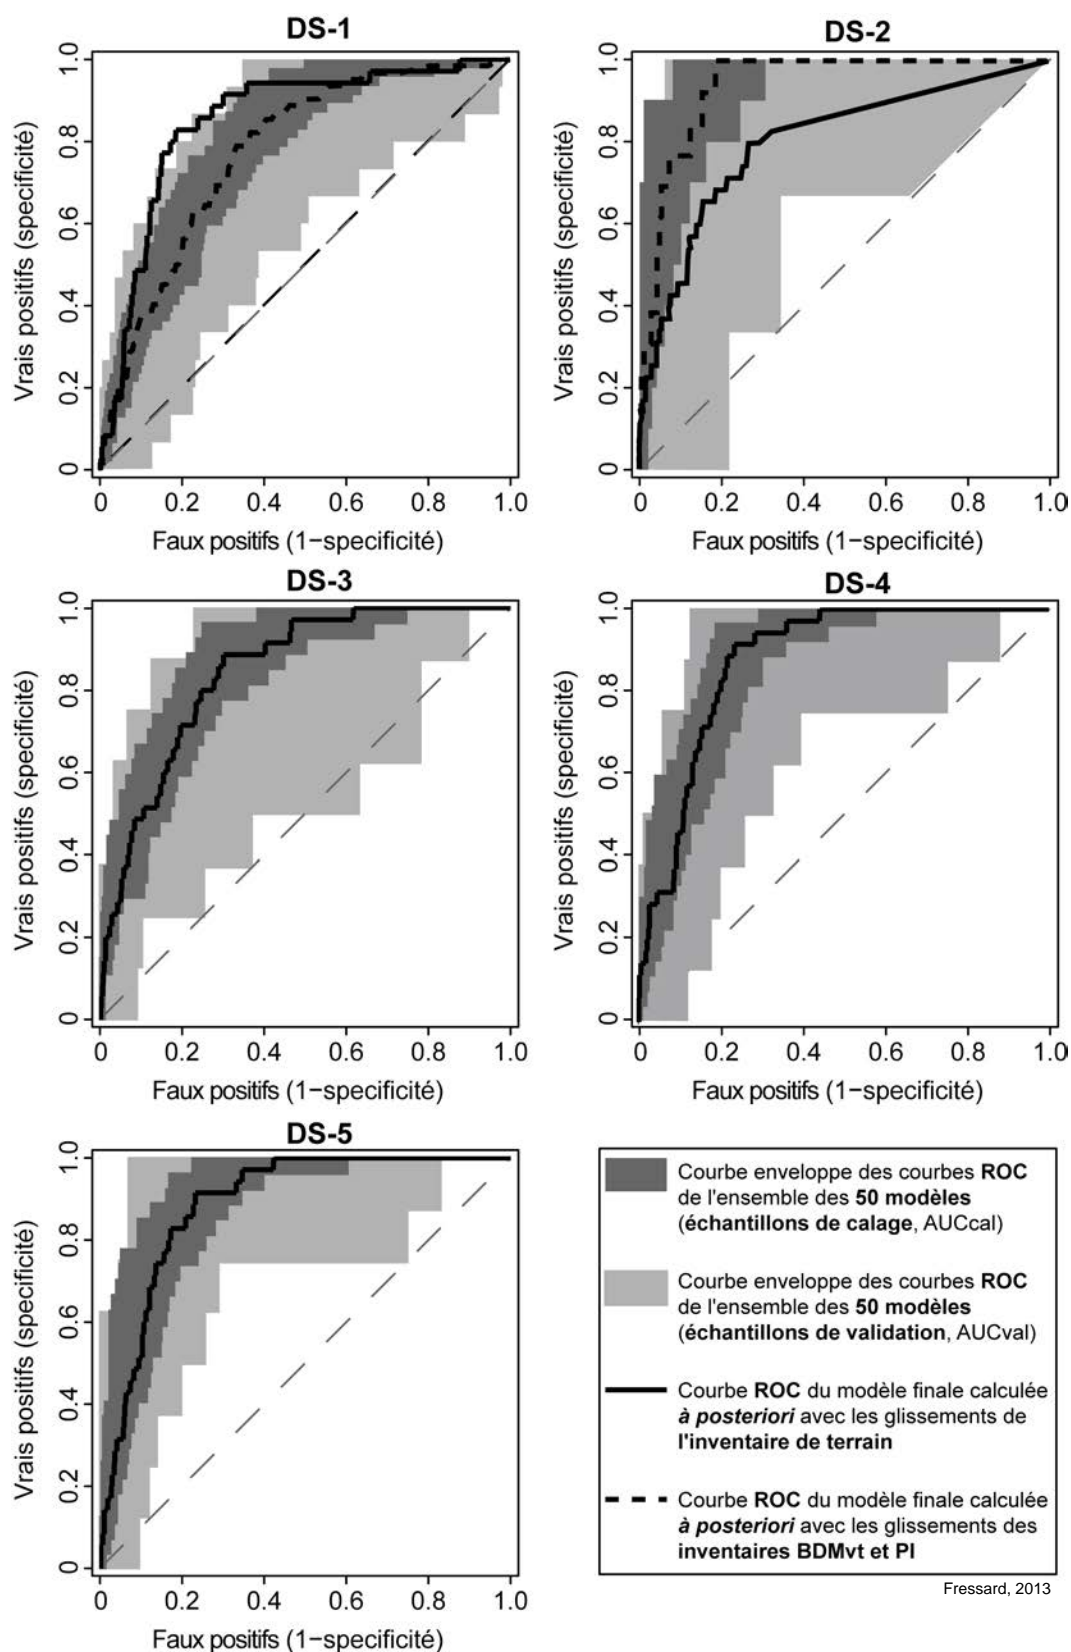 DS-1
Vrais positifs (specificité)
0
0.2
0.4
0.6
0.8
1.0
0
0.2
0.4
0.6
0.8
1.0
Faux positifs (1−specificité)
DS-2
Vrais positifs (specificité)
0
0.2
0.4
0.6
0.8
1.0
0
0.2
0.4
0.6
0.8
1.0
Faux positifs (1−specificité)
DS-3
Vrais positifs (specificité)
0
0.2
0.4
0.6
0.8
1.0
0
0.2
0.4
0.6
0.8
1.0
Faux positifs (1−specificité)
DS-4
Vrais positifs (specificité)
0
0.2
0.4
0.6
0.8
1.0
0
0.2
0.4
0.6
0.8
1.0
Faux positifs (1−specificité)
DS-5
Vrais positifs (specificité)
0
0.2
0.4
0.6
0.8
1.0
0
0.2
0.4
0.6
0.8
1.0
Faux positifs (1−specificité)
Courbe enveloppe des courbes ROC
de l'ensemble des 50 modèles
(échantillons de calage, AUCcal)
Courbe enveloppe des courbes ROC
de l'ensemble des 50 modèles
(échantillons de validation, AUCval)
Courbe ROC du modèle finale calculée
à posteriori avec les glissements de
l'inventaire de terrain
Courbe ROC du modèle finale calculée
à posteriori avec les glissements des
inventaires BDMvt et PI
Fressard, 2013